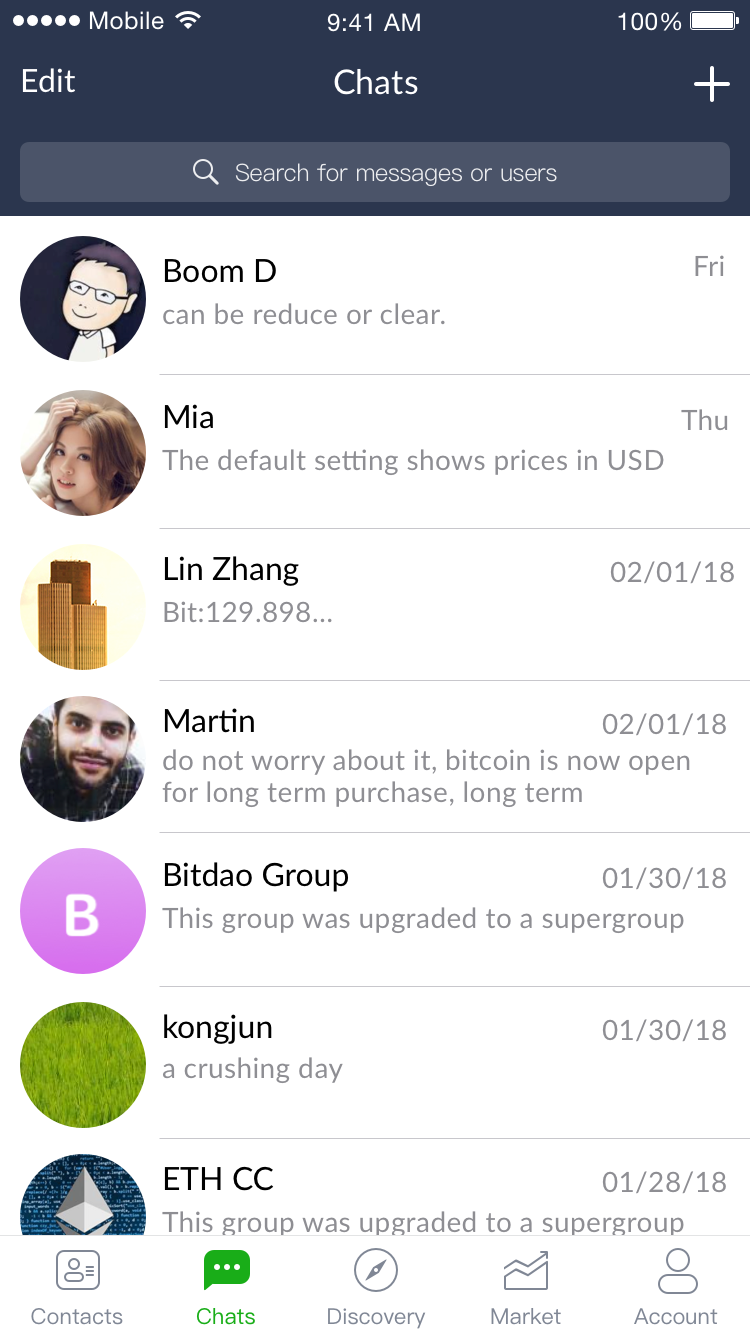 Mobile 9:41 AM 100%
Edit Chats
Search for messages or users
Boom D Fri
can be reduce or clear.
Mia Thu
The default setting shows prices in USD
Lin Zhang 02/01/18
Bit:129.898...
Martin 02/01/18
do not worry about it, bitcoin is now open
for long term purchase, long term
B
Bitdao Group 01/30/18
This group was upgraded to a supergroup
kongjun 01/30/18
a crushing day
ETH CC 01/28/18
This group was upgraded to a supergroup
Contacts Chats Discovery Market Account